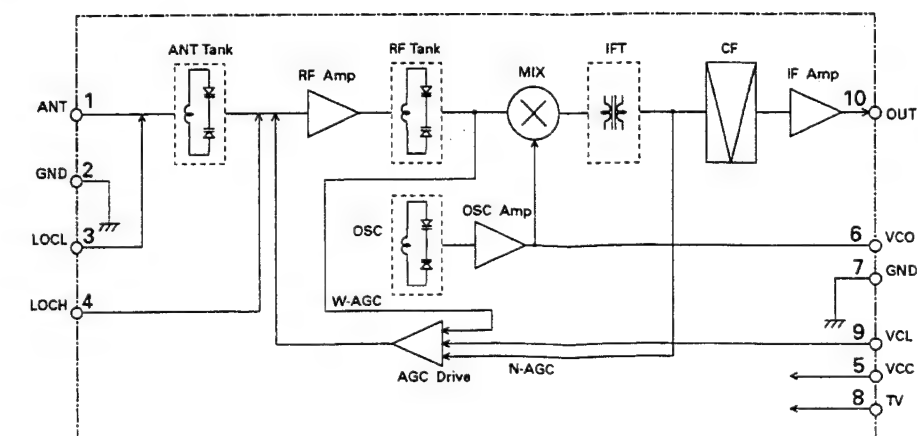 ANT Tank
RF Amp
RF Tank
MIX
IFT
CF
IF Amp
ANT 1
10 OUT
GND 2
LOCL 3
LOCH 4
OSC
OSC Amp
6 VCO
7 GND
W-AGC
9 VCL
AGC Drive
N-AGC
5 VCC
8 TV